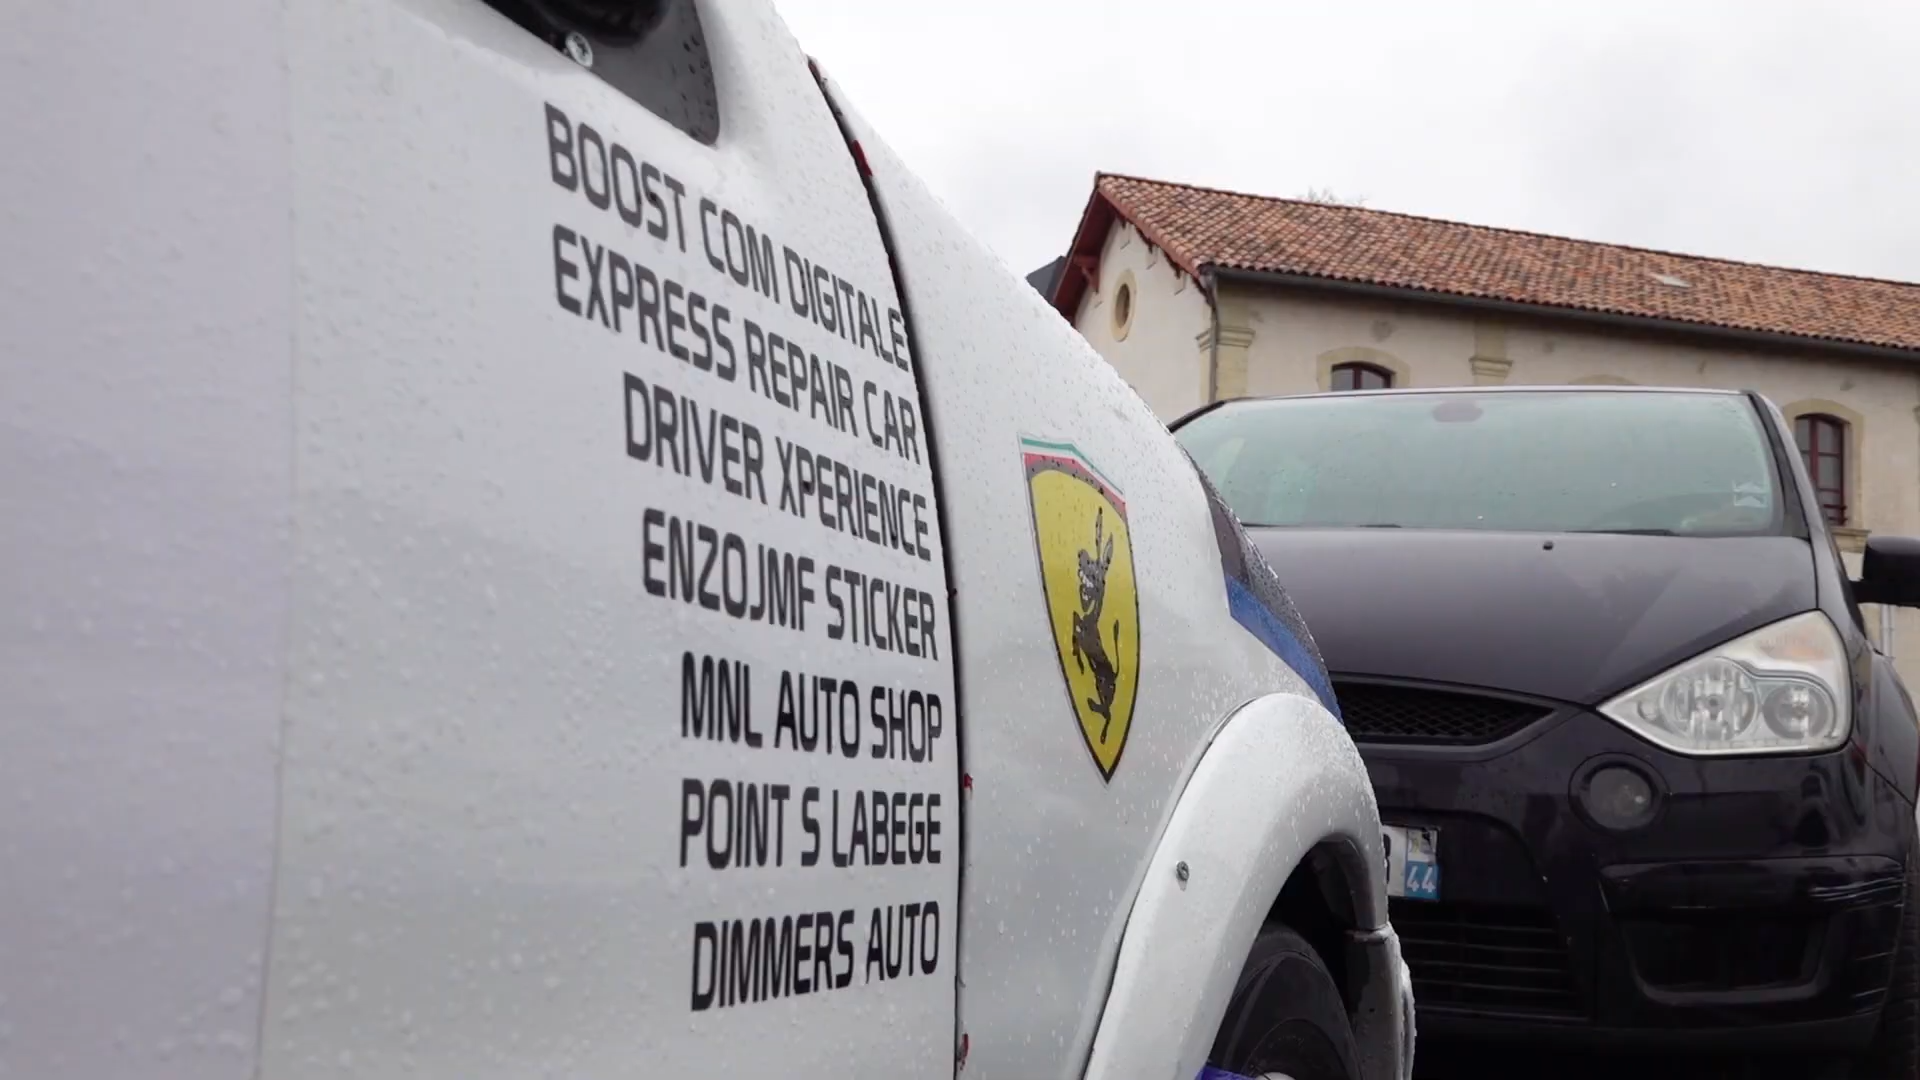 BOOST COM DIGITALE
EXPRESS REPAIR CAR
DRIVER XPERIENCE
ENZOJMF STICKER
MNL AUTO SHOP
POINT S LABEGE
DIMMERS AUTO
44